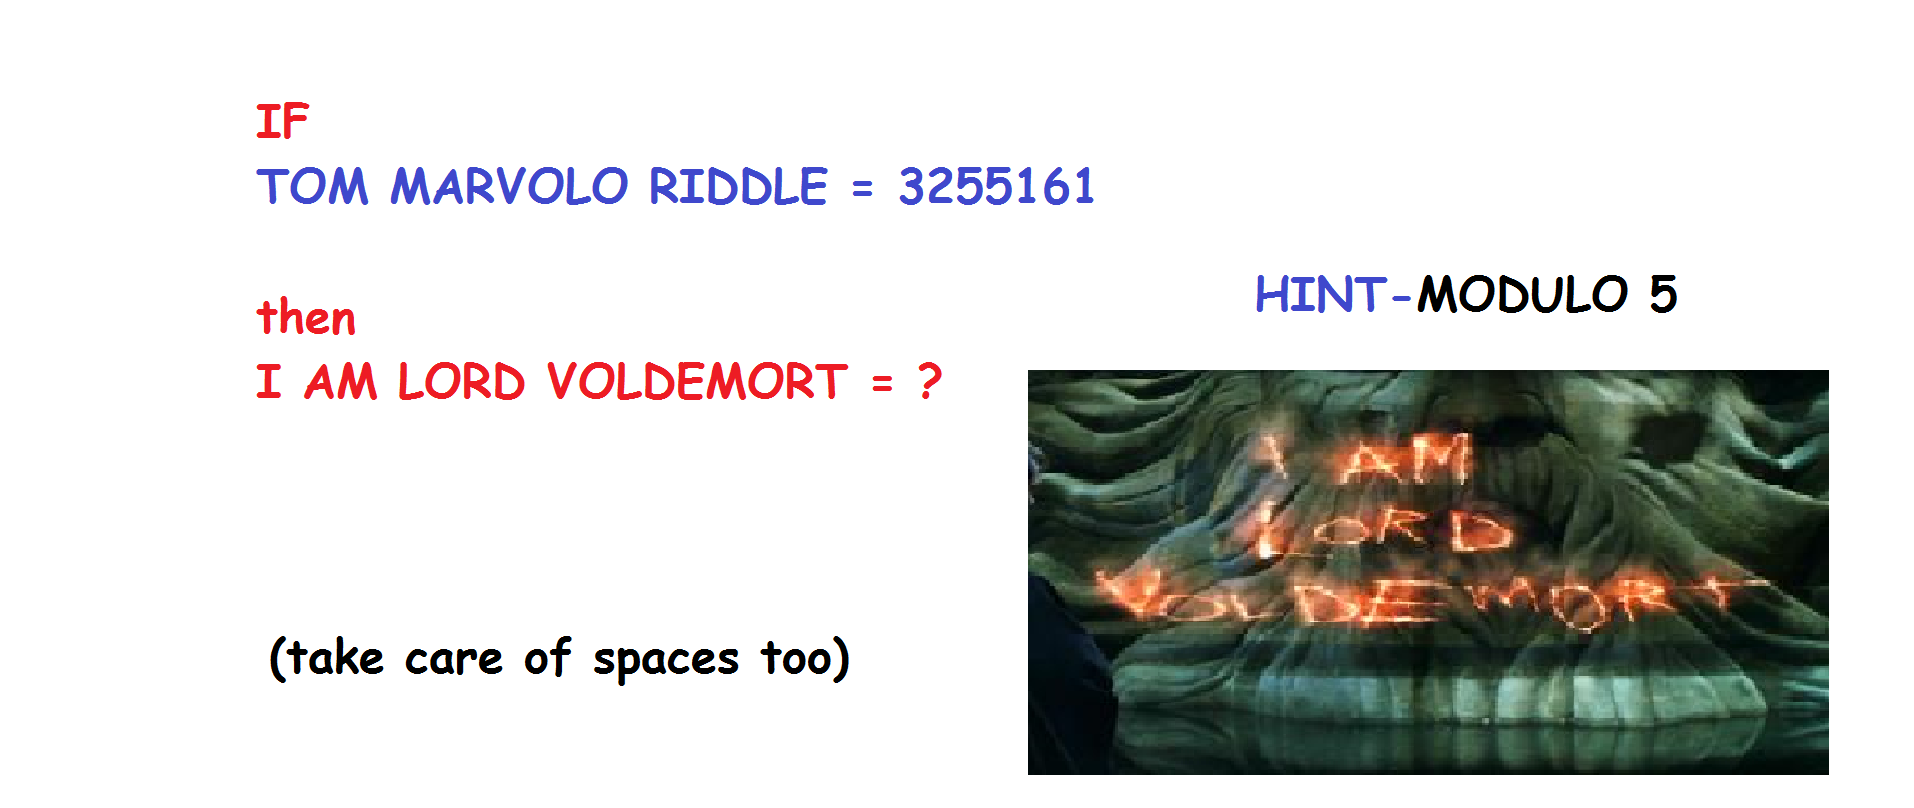 IF
TOM MARVOLO RIDDLE = 3255161
HINT-MODULO 5
then
I AM LORD VOLDEMORT = ?
I AM
LORD
VOLDEMORT
(take care of spaces too)